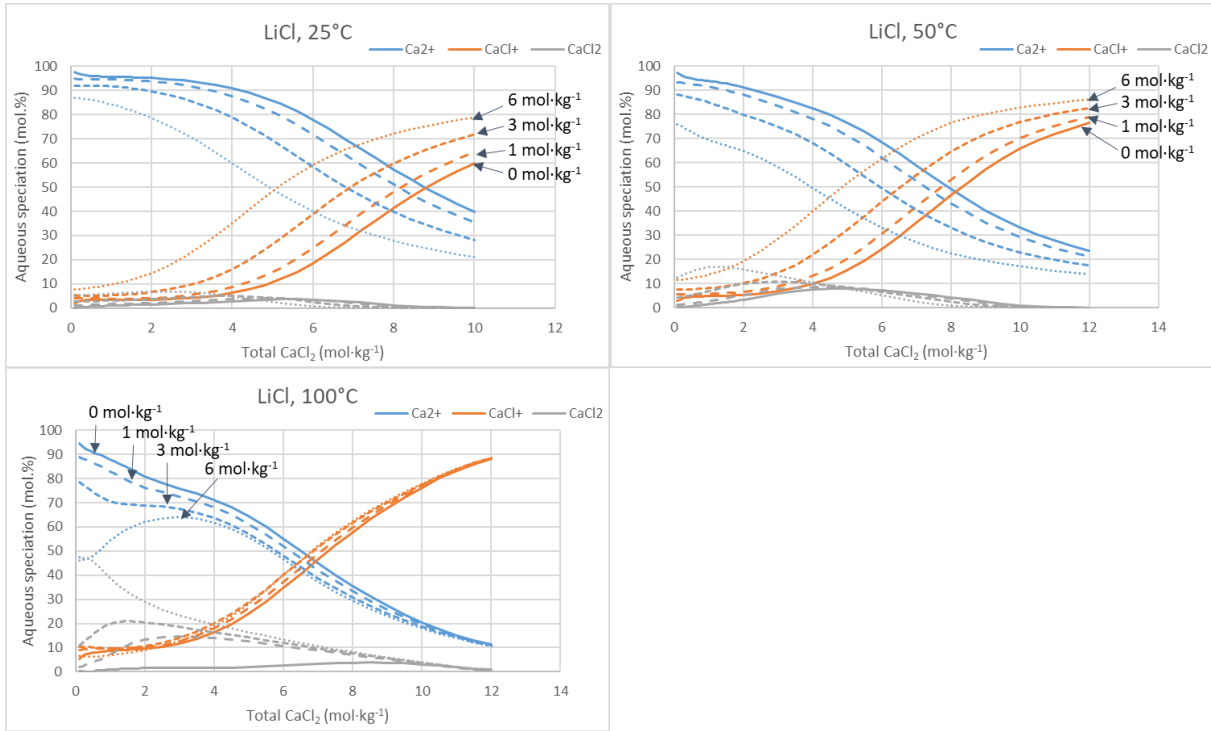 LiCl, 25°C
Ca2+ CaCl+ CaCl2
100
90
80
70
60
50
40
30
20
10
0
Aqueous speciation (mol.%)
6 mol·kg⁻¹
3 mol·kg⁻¹
1 mol·kg⁻¹
0 mol·kg⁻¹
0 2 4 6 8 10 12
Total CaCl₂ (mol·kg⁻¹)
LiCl, 50°C
Ca2+ CaCl+ CaCl2
100
90
80
70
60
50
40
30
20
10
0
Aqueous speciation (mol.%)
6 mol·kg⁻¹
3 mol·kg⁻¹
1 mol·kg⁻¹
0 mol·kg⁻¹
0 2 4 6 8 10 12 14
Total CaCl₂ (mol·kg⁻¹)
LiCl, 100°C
Ca2+ CaCl+ CaCl2
0 mol·kg⁻¹
1 mol·kg⁻¹
3 mol·kg⁻¹
6 mol·kg⁻¹
100
90
80
70
60
50
40
30
20
10
0
Aqueous speciation (mol.%)
0 2 4 6 8 10 12 14
Total CaCl₂ (mol·kg⁻¹)